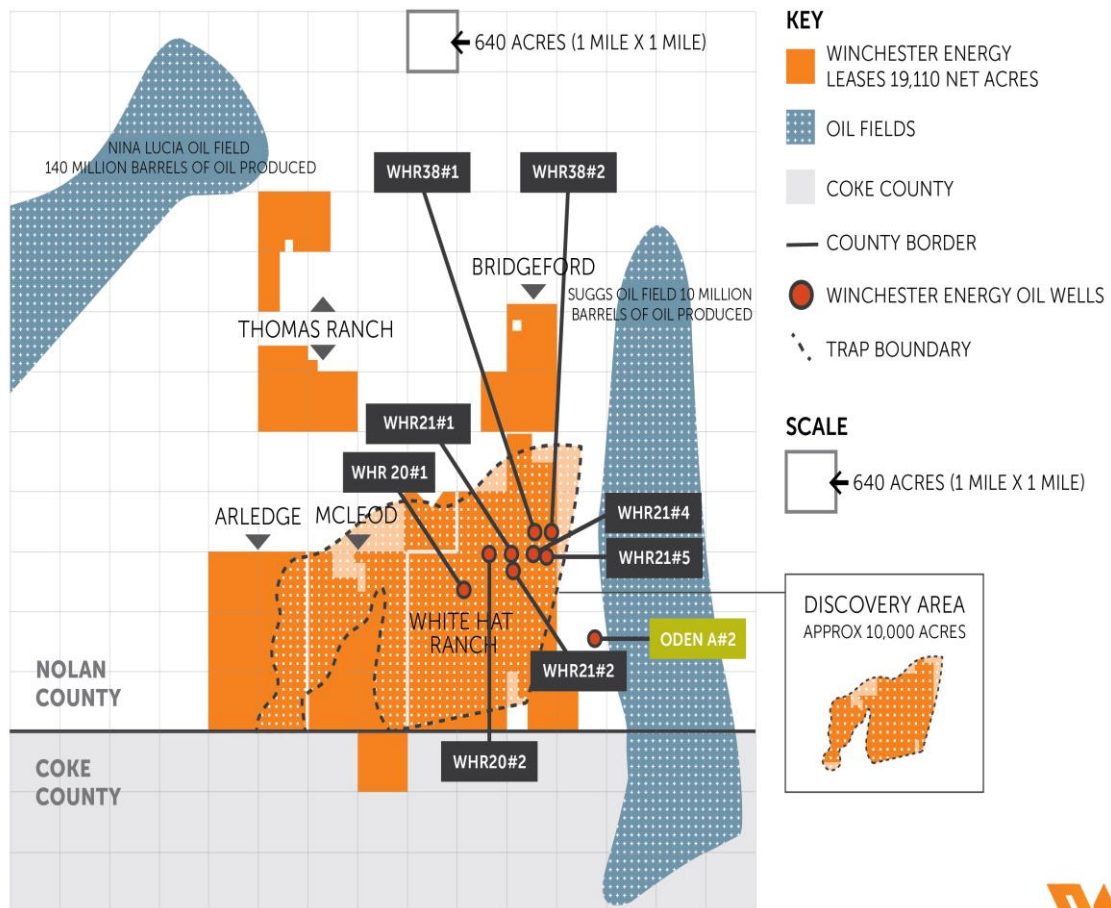 640 ACRES (1 MILE X 1 MILE)
KEY
WINCHESTER ENERGY
LEASES 19,110 NET ACRES
OIL FIELDS
COKE COUNTY
COUNTY BORDER
WINCHESTER ENERGY OIL WELLS
TRAP BOUNDARY
SCALE
640 ACRES (1 MILE X 1 MILE)
NINA LUCIA OIL FIELD
140 MILLION BARRELS OF OIL PRODUCED
WHR38#1
WHR38#2
BRIDGEFORD
SUGGS OIL FIELD 10 MILLION
BARRELS OF OIL PRODUCED
THOMAS RANCH
WHR21#1
WHR 20#1
ARLEDGE
MCLEOD
WHR21#4
WHR21#5
WHITE HAT
RANCH
ODEN A#2
WHR21#2
WHR20#2
NOLAN
COUNTY
COKE
COUNTY
DISCOVERY AREA
APPROX 10,000 ACRES